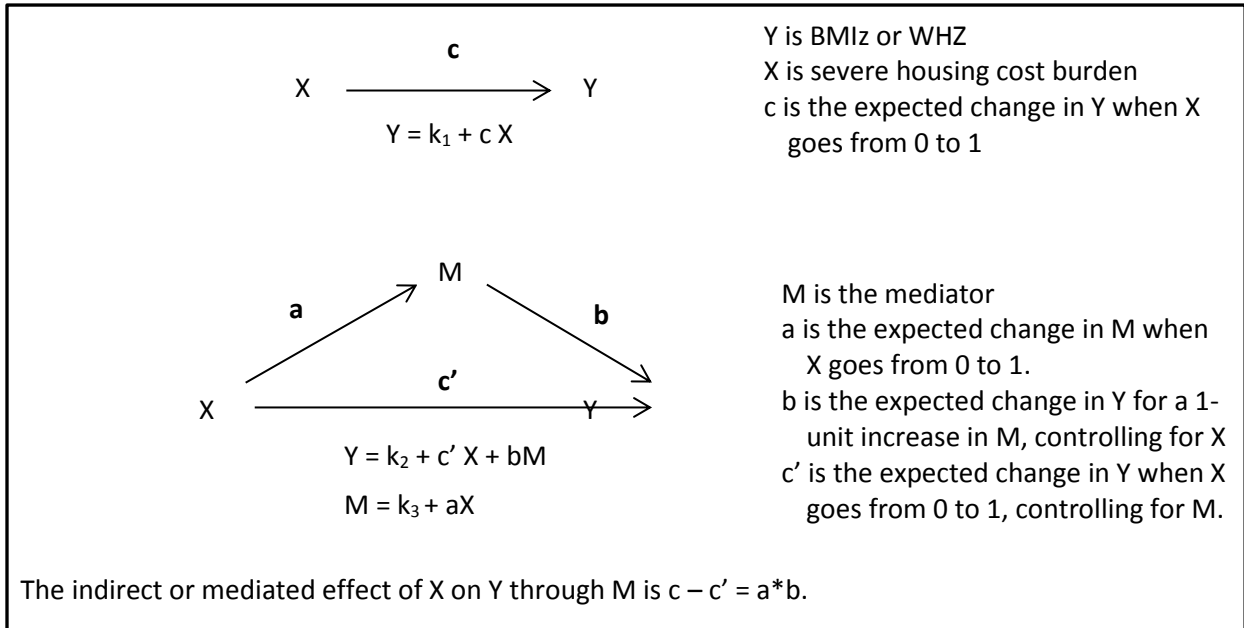 c
X Y
Y = k₁ + c X
Y is BMIz or WHZ
X is severe housing cost burden
c is the expected change in Y when X
goes from 0 to 1
M
a
b
c’
X Y
Y = k₂ + c’ X + bM
M = k₃ + aX
M is the mediator
a is the expected change in M when
X goes from 0 to 1.
b is the expected change in Y for a 1-
unit increase in M, controlling for X
c’ is the expected change in Y when X
goes from 0 to 1, controlling for M.
The indirect or mediated effect of X on Y through M is c – c’ = a*b.